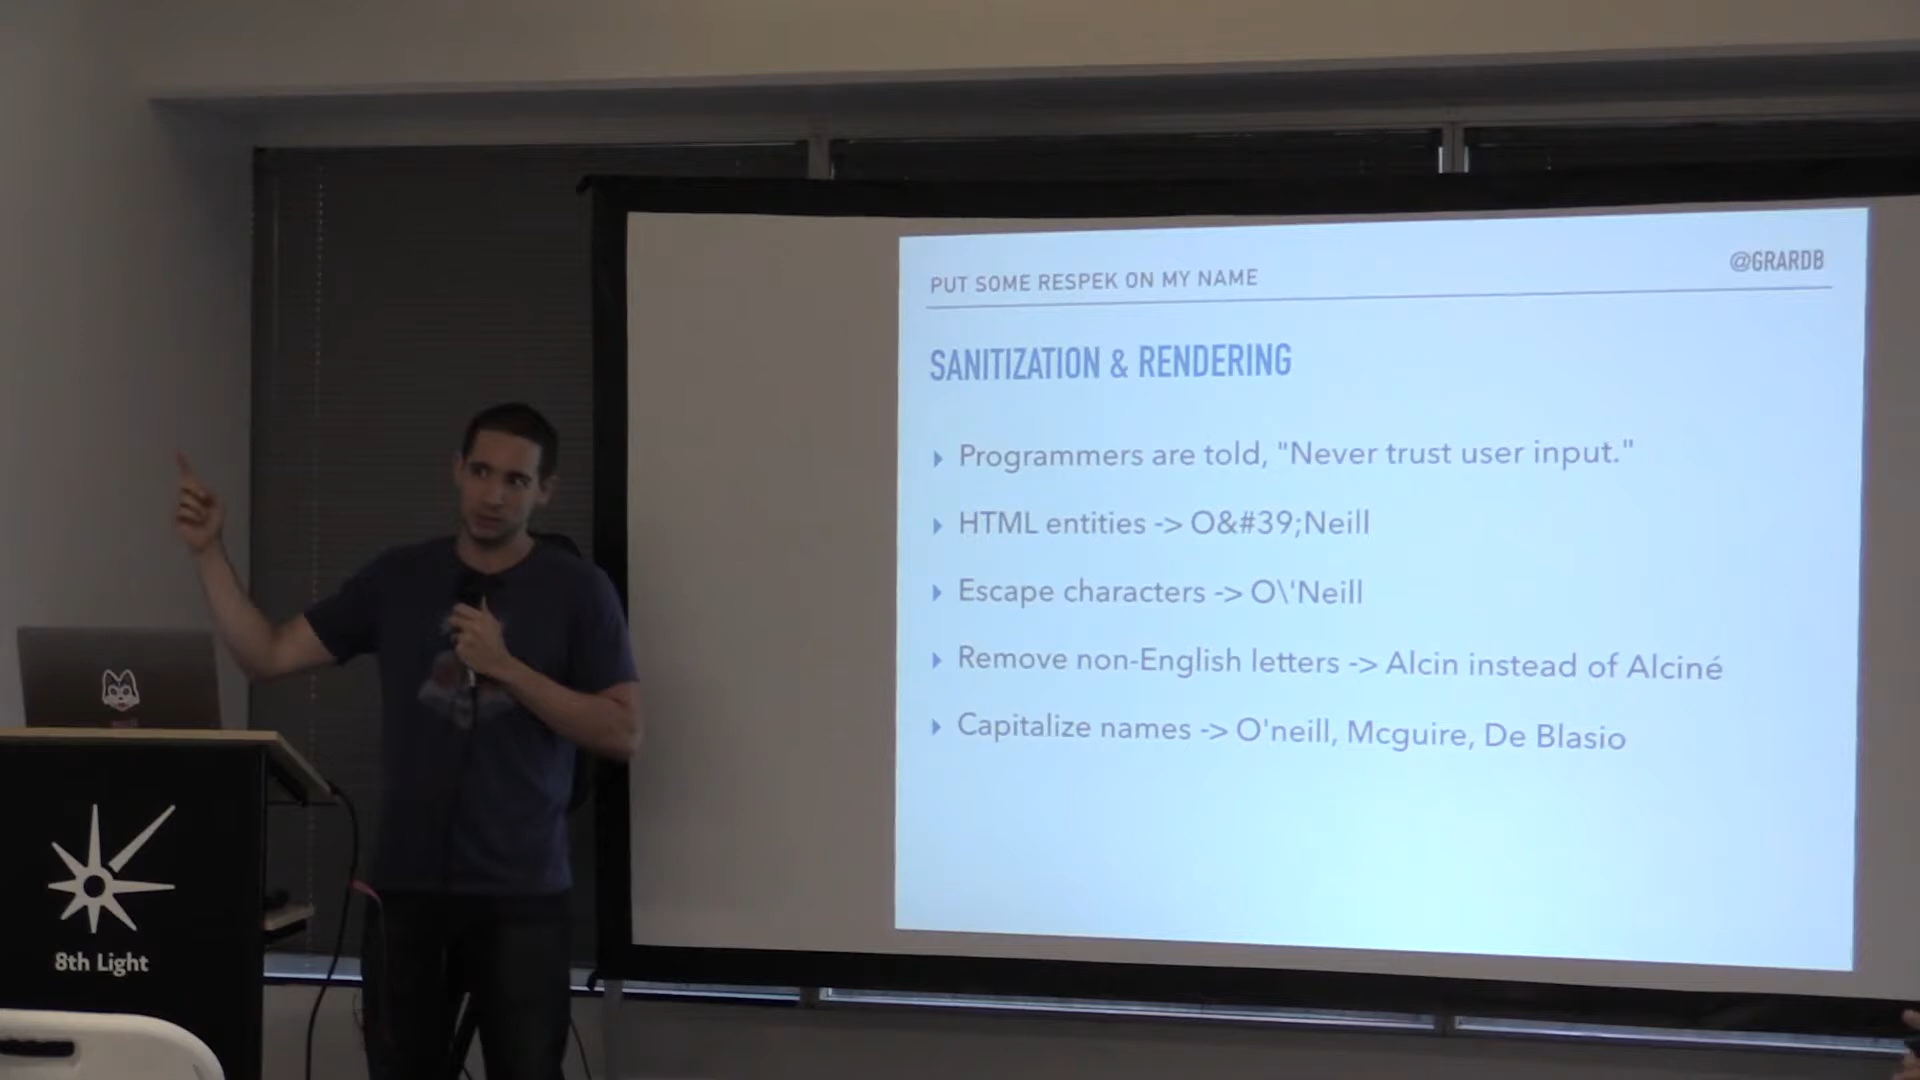 PUT SOME RESPEK ON MY NAME
@GRARDB
SANITIZATION & RENDERING
Programmers are told, "Never trust user input."
HTML entities -> O&#39;Neill
Escape characters -> O\'Neill
Remove non-English letters -> Alcin instead of Alciné
Capitalize names -> O'neill, Mcguire, De Blasio
8th Light